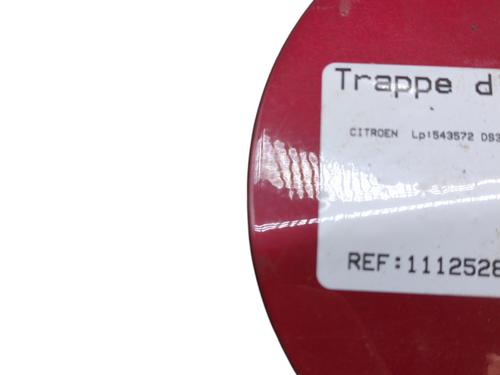 Trappe d'
CITROEN Lp:543572 DS3
REF:1112528